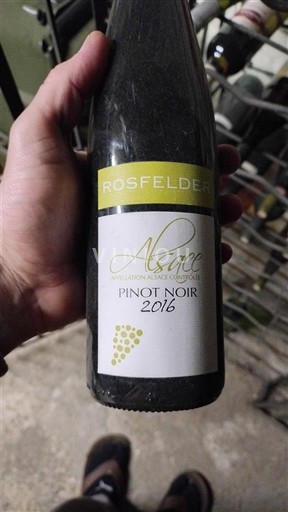 ROSFELDER
Alsace
APPELLATION ALSACE CONTRÔLÉE
PINOT NOIR
2016